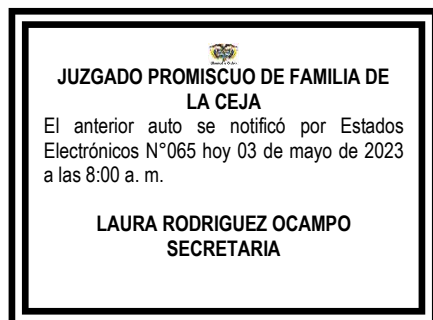 JUZGADO PROMISCUO DE FAMILIA DE
LA CEJA
El anterior auto se notificó por Estados
Electrónicos N°065 hoy 03 de mayo de 2023
a las 8:00 a. m.
LAURA RODRIGUEZ OCAMPO
SECRETARIA